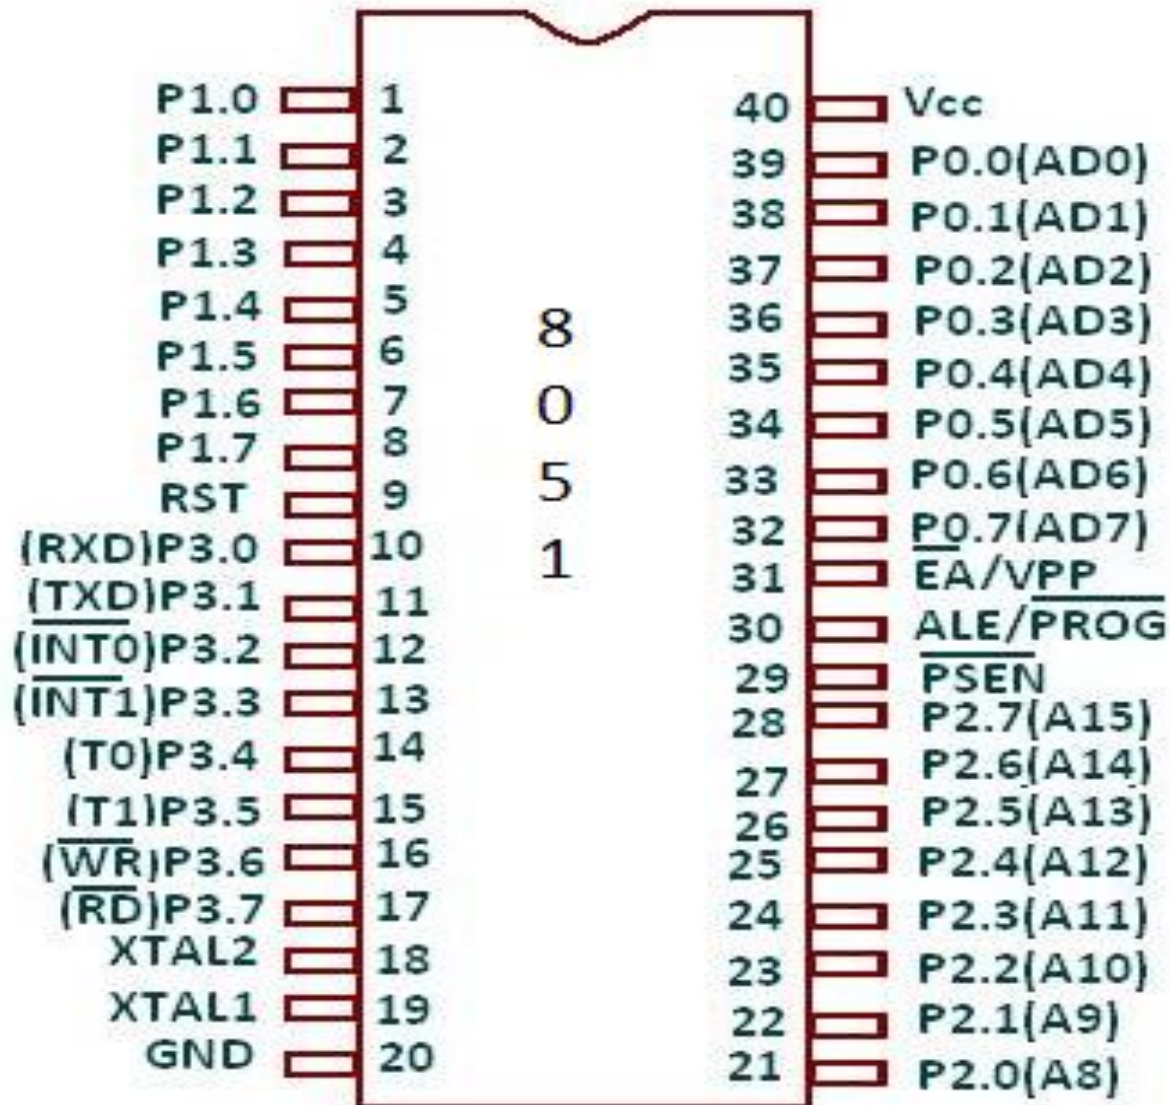 P1.0 1
P1.1 2
P1.2 3
P1.3 4
P1.4 5
P1.5 6
P1.6 7
P1.7 8
RST 9
(RXD)P3.0 10
(TXD)P3.1 11
(I̅N̅T̅0̅)P3.2 12
(I̅N̅T̅1̅)P3.3 13
(T0)P3.4 14
(T1)P3.5 15
(W̅R̅)P3.6 16
(R̅D̅)P3.7 17
XTAL2 18
XTAL1 19
GND 20
8
0
5
1
40 Vcc
39 P0.0(AD0)
38 P0.1(AD1)
37 P0.2(AD2)
36 P0.3(AD3)
35 P0.4(AD4)
34 P0.5(AD5)
33 P0.6(AD6)
32 P0.7(AD7)
31 E̅A̅/VPP
30 ALE/P̅R̅O̅G̅
29 P̅S̅E̅N̅
28 P2.7(A15)
27 P2.6(A14)
26 P2.5(A13)
25 P2.4(A12)
24 P2.3(A11)
23 P2.2(A10)
22 P2.1(A9)
21 P2.0(A8)